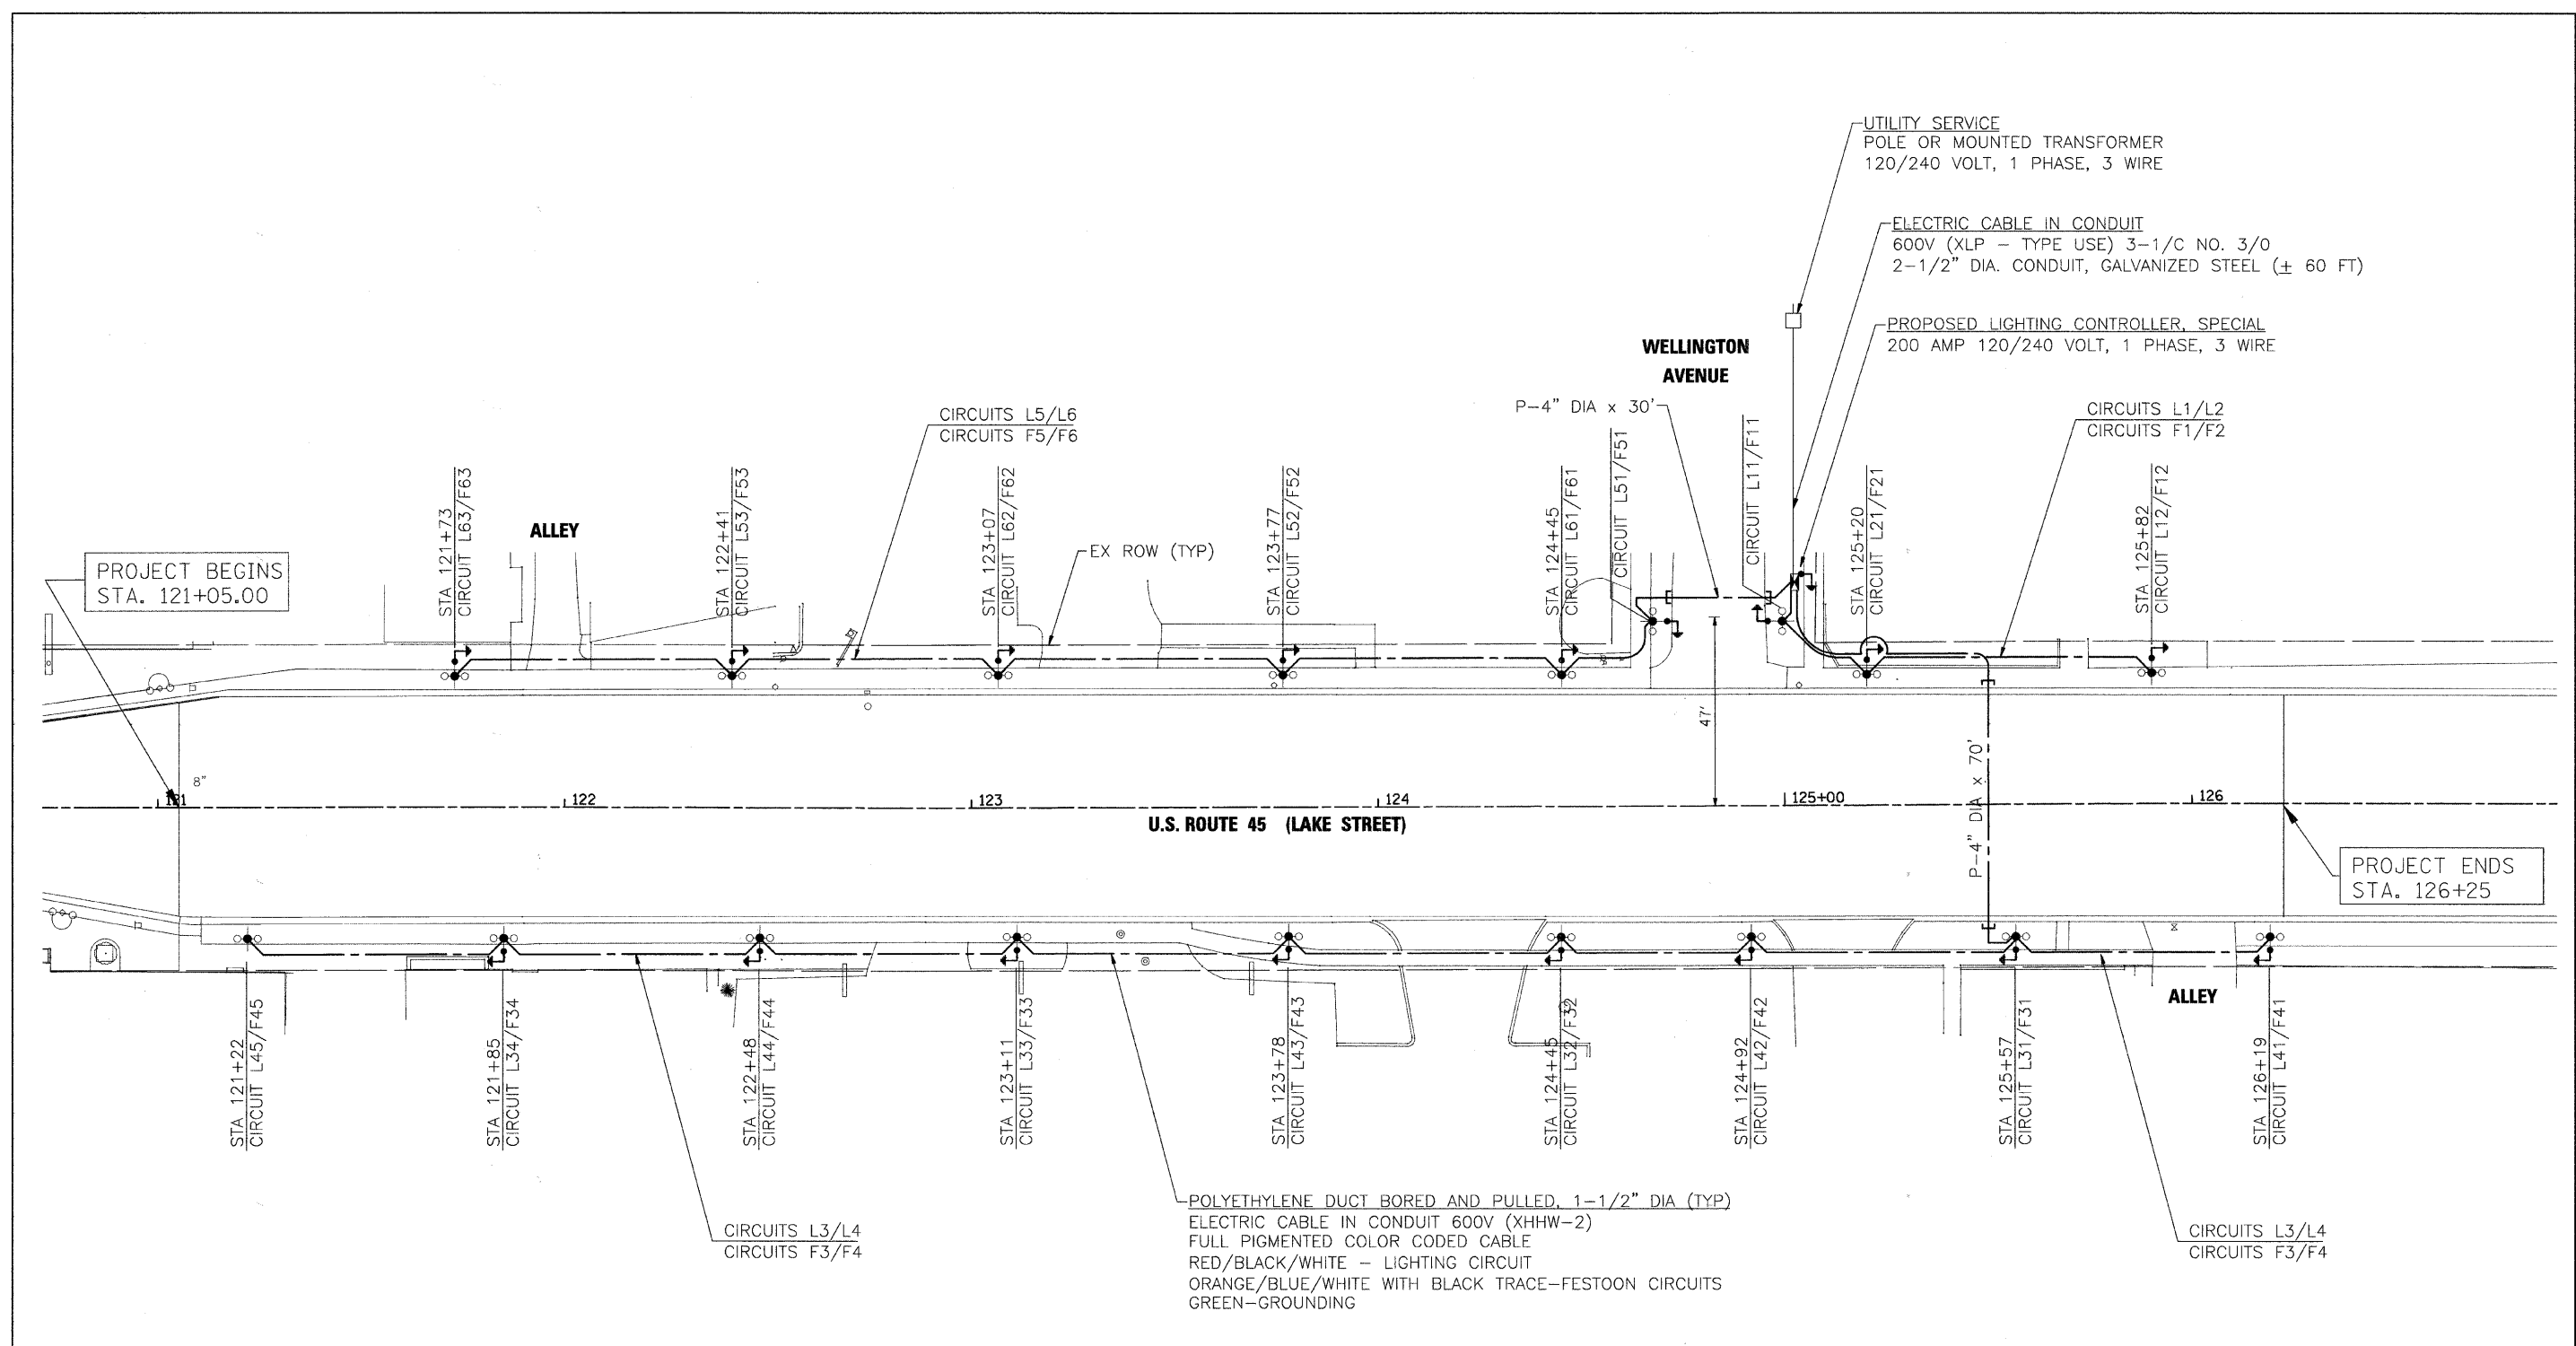 UTILITY SERVICE
POLE OR MOUNTED TRANSFORMER
120/240 VOLT, 1 PHASE, 3 WIRE
ELECTRIC CABLE IN CONDUIT
600V (XLP - TYPE USE) 3-1/C NO. 3/0
2-1/2" DIA. CONDUIT, GALVANIZED STEEL (± 60 FT)
PROPOSED LIGHTING CONTROLLER, SPECIAL
200 AMP 120/240 VOLT, 1 PHASE, 3 WIRE
WELLINGTON
AVENUE
P-4" DIA x 30'
CIRCUITS L5/L6
CIRCUITS F5/F6
CIRCUITS L1/L2
CIRCUITS F1/F2
STA 121+73
CIRCUIT L63/F63
ALLEY
STA 122+41
CIRCUIT L53/F53
STA 123+07
CIRCUIT L62/F62
EX ROW (TYP)
STA 123+77
CIRCUIT L52/F52
STA 124+45
CIRCUIT L61/F61
CIRCUIT L51/F51
CIRCUIT L11/F11
STA 125+20
CIRCUIT L21/F21
STA 125+82
CIRCUIT L12/F12
PROJECT BEGINS
STA. 121+05.00
47'
8"
P-4" DIA x 70'
121
122
123
124
125+00
126
U.S. ROUTE 45 (LAKE STREET)
PROJECT ENDS
STA. 126+25
ALLEY
STA 121+22
CIRCUIT L45/F45
STA 121+85
CIRCUIT L34/F34
STA 122+48
CIRCUIT L44/F44
STA 123+11
CIRCUIT L33/F33
STA 123+78
CIRCUIT L43/F43
STA 124+45
CIRCUIT L32/F32
STA 124+92
CIRCUIT L42/F42
STA 125+57
CIRCUIT L31/F31
STA 126+19
CIRCUIT L41/F41
CIRCUITS L3/L4
CIRCUITS F3/F4
POLYETHYLENE DUCT BORED AND PULLED, 1-1/2" DIA (TYP)
ELECTRIC CABLE IN CONDUIT 600V (XHHW-2)
FULL PIGMENTED COLOR CODED CABLE
RED/BLACK/WHITE - LIGHTING CIRCUIT
ORANGE/BLUE/WHITE WITH BLACK TRACE-FESTOON CIRCUITS
GREEN-GROUNDING
CIRCUITS L3/L4
CIRCUITS F3/F4